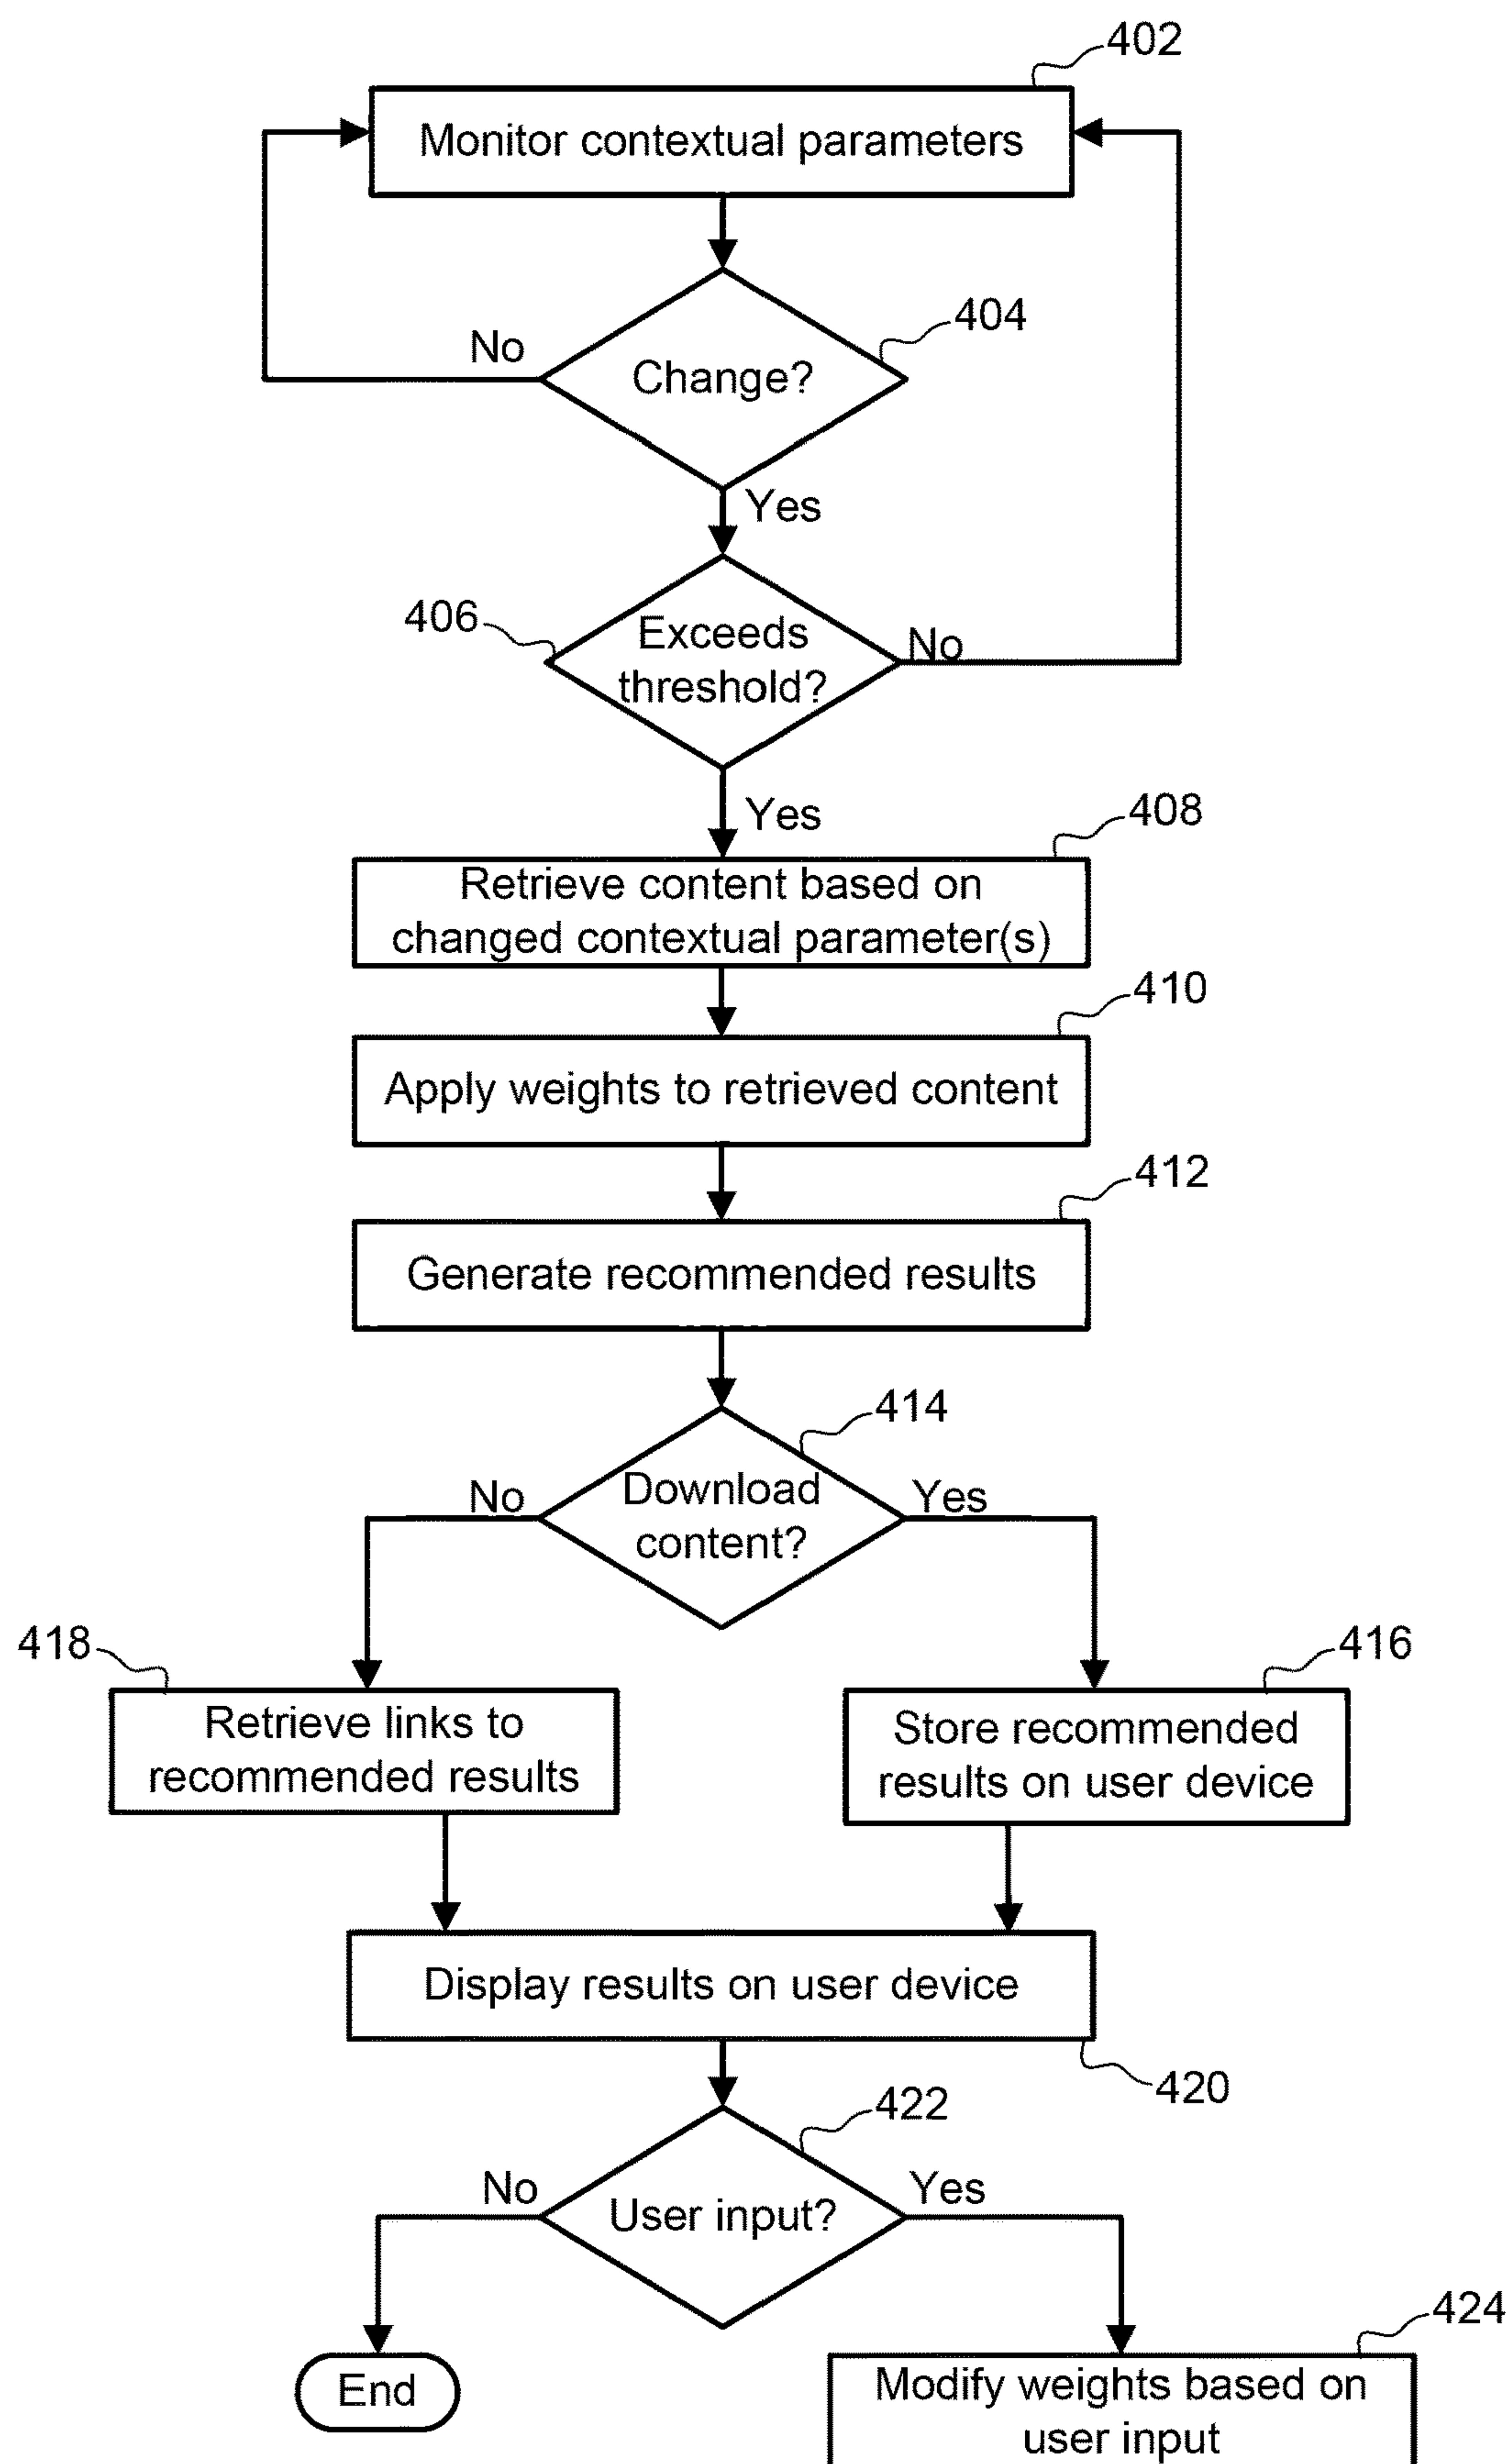 402
Monitor contextual parameters
404
No
Change?
Yes
406
Exceeds
threshold?
No
Yes
408
Retrieve content based on
changed contextual parameter(s)
410
Apply weights to retrieved content
412
Generate recommended results
414
No
Download
content?
Yes
418
416
Retrieve links to
recommended results
Store recommended
results on user device
Display results on user device
420
422
No
User input?
Yes
424
End
Modify weights based on
user input